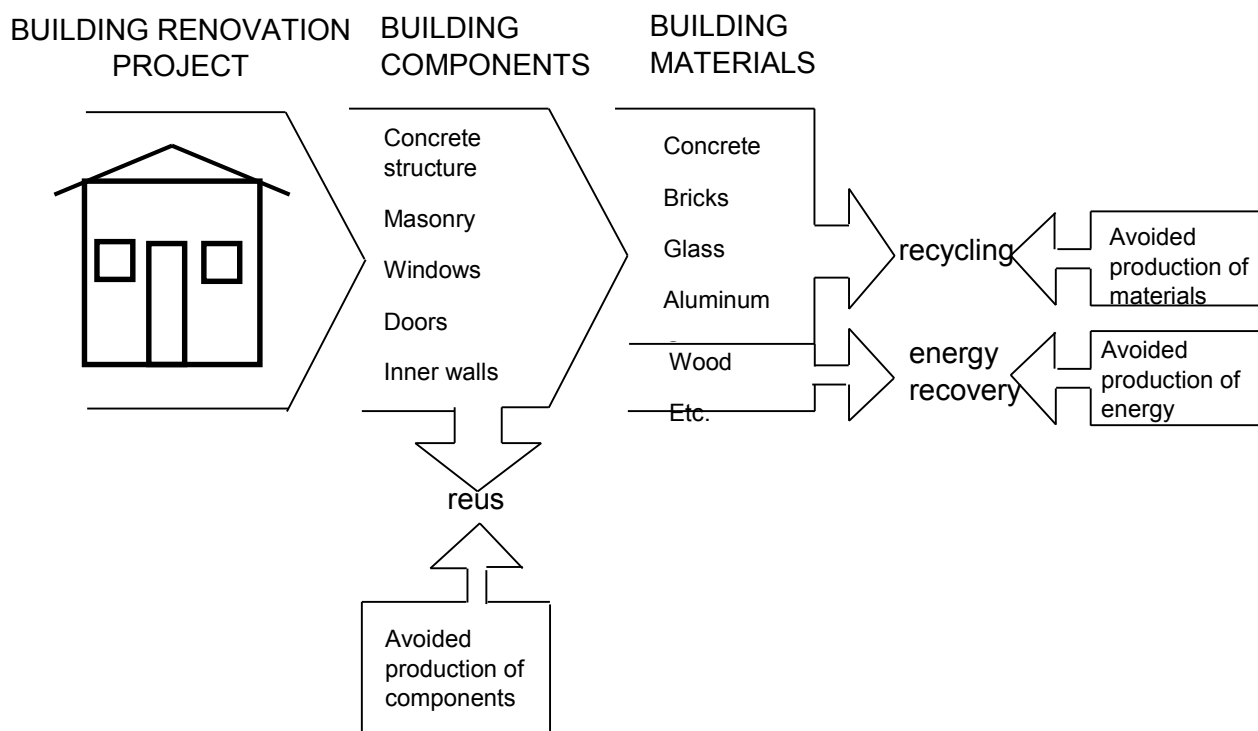 BUILDING RENOVATION
PROJECT
BUILDING
COMPONENTS
BUILDING
MATERIALS
Concrete
structure
Masonry
Windows
Doors
Inner walls
Concrete
Bricks
Glass
Aluminum
Wood
Etc.
recycling
Avoided
production of
materials
energy
recovery
Avoided
production of
energy
reus
Avoided
production of
components